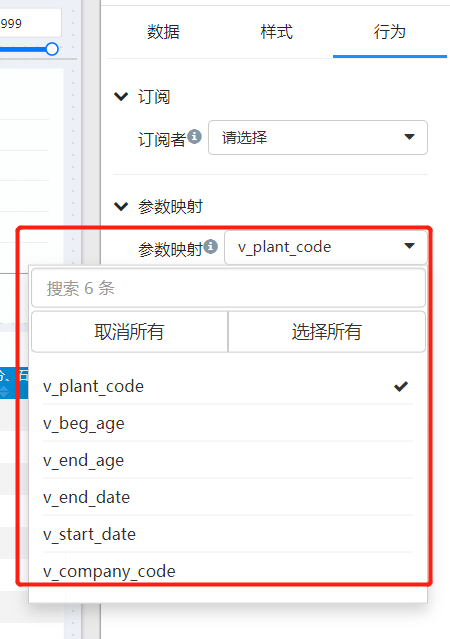 999
数据 样式 行为
订阅
订阅者 请选择
参数映射
参数映射 v_plant_code
搜索 6 条
取消所有 选择所有
v_plant_code
v_beg_age
v_end_age
v_end_date
v_start_date
v_company_code